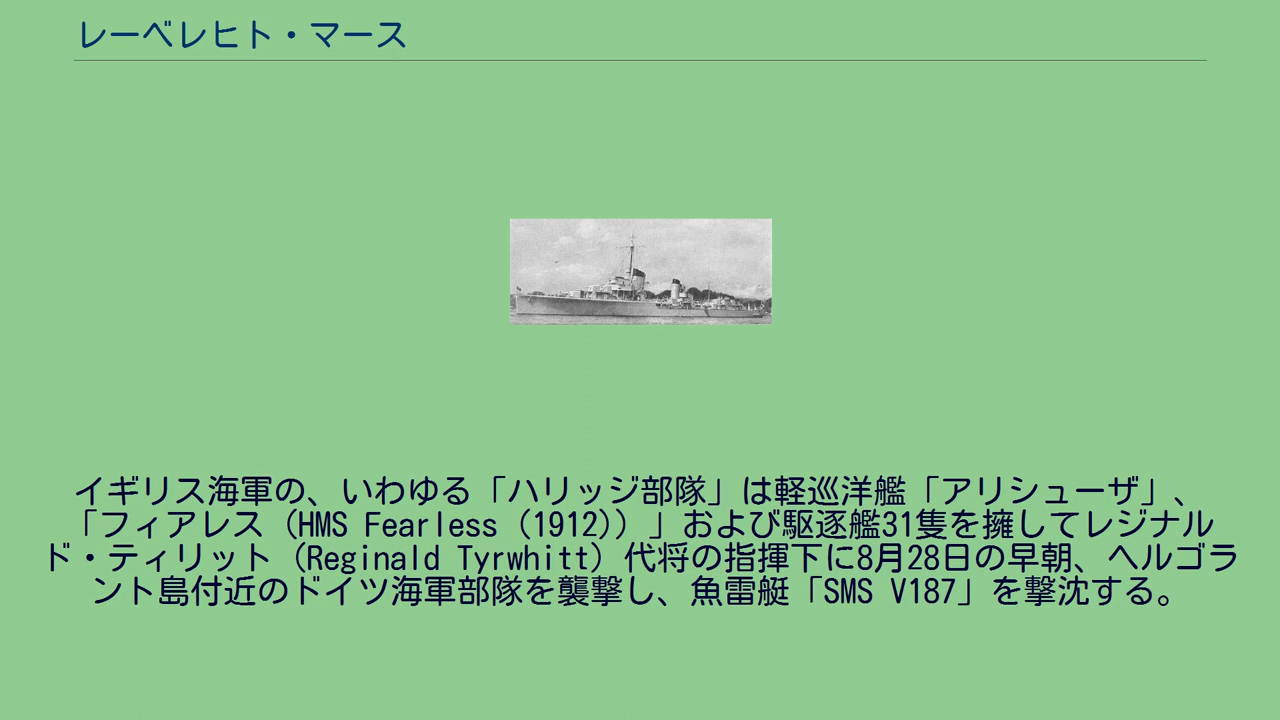 レーベレヒト・マース
イギリス海軍の、いわゆる「ハリッジ部隊」は軽巡洋艦「アリシューザ」、
「フィアレス（HMS Fearless（1912)））」および駆逐艦31隻を擁してレジナル
ド・ティリット（Reginald Tyrwhitt）代将の指揮下に8月28日の早朝、ヘルゴラ
ント島付近のドイツ海軍部隊を襲撃し、魚雷艇「SMS V187」を撃沈する。